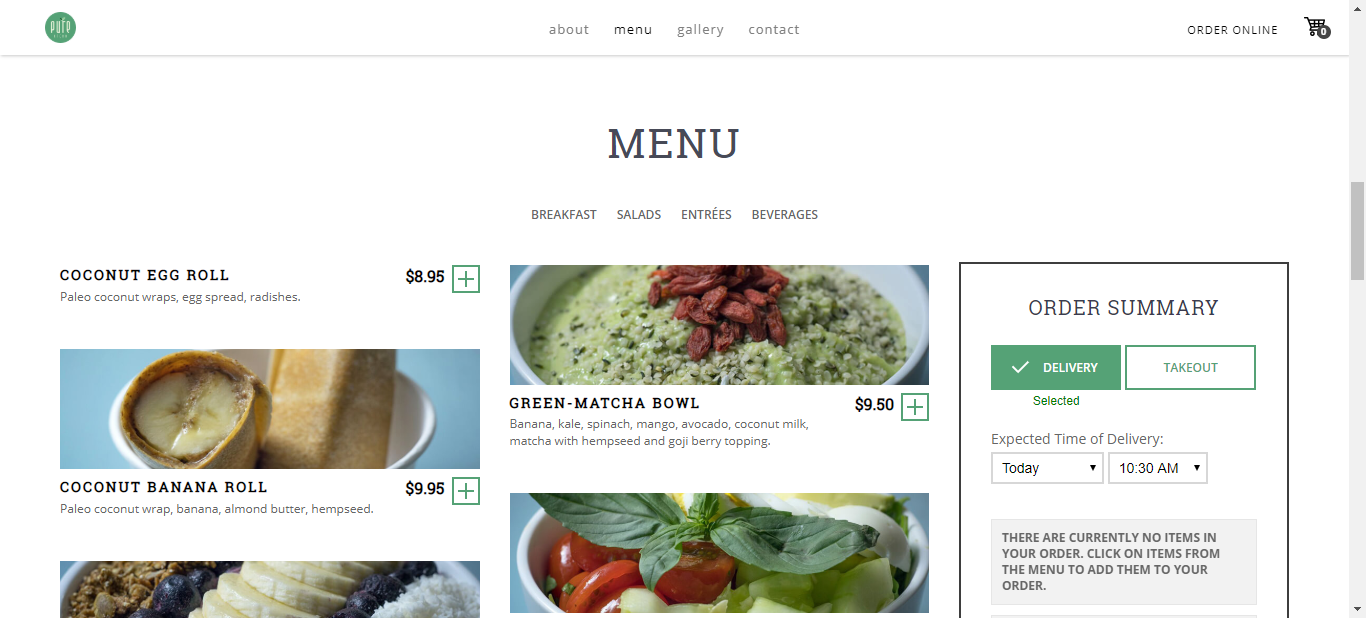 pure
about
menu
gallery
contact
ORDER ONLINE
0
MENU
BREAKFAST
SALADS
ENTRÉES
BEVERAGES
COCONUT EGG ROLL
$8.95
Paleo coconut wraps, egg spread, radishes.
COCONUT BANANA ROLL
$9.95
Paleo coconut wrap, banana, almond butter, hempseed.
GREEN-MATCHA BOWL
$9.50
Banana, kale, spinach, mango, avocado, coconut milk,
matcha with hempseed and goji berry topping.
ORDER SUMMARY
DELIVERY
TAKEOUT
Selected
Expected Time of Delivery:
Today
10:30 AM
THERE ARE CURRENTLY NO ITEMS IN
YOUR ORDER. CLICK ON ITEMS FROM
THE MENU TO ADD THEM TO YOUR
ORDER.